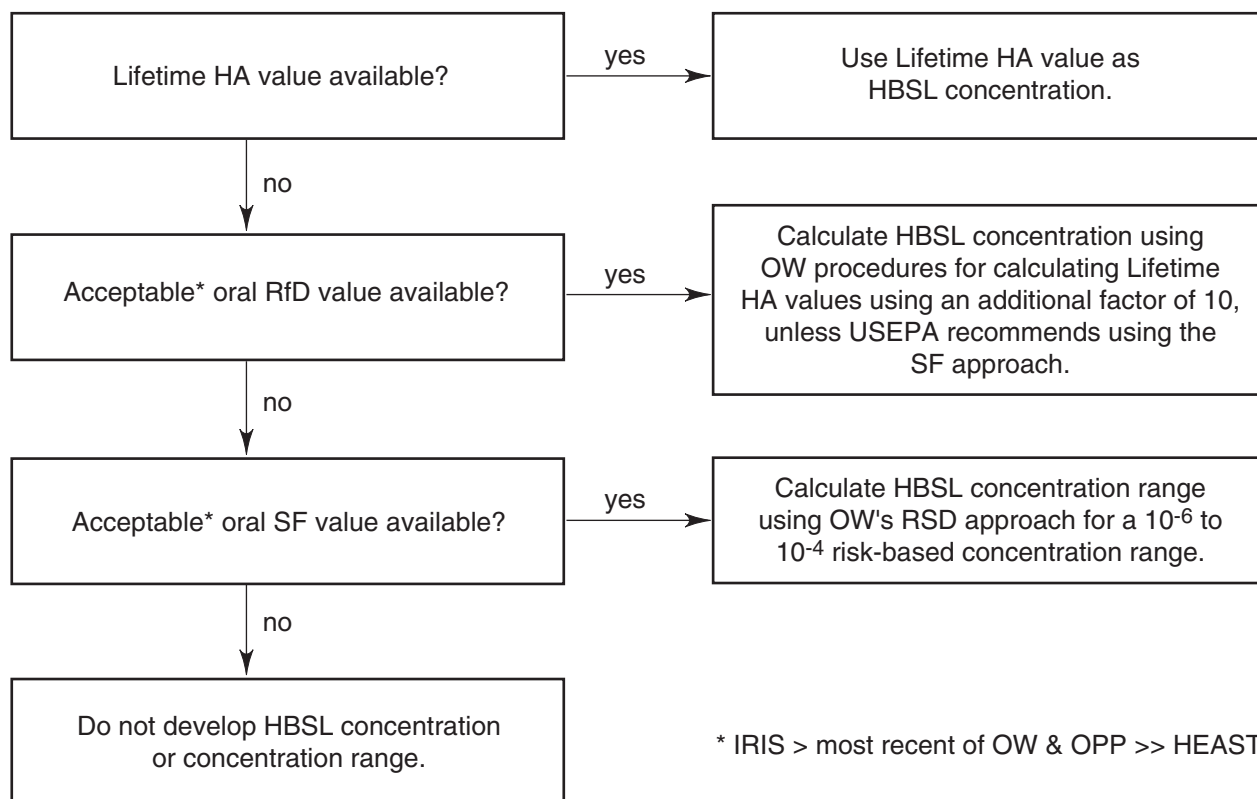 Lifetime HA value available?
yes
Use Lifetime HA value as
HBSL concentration.
no
Acceptable* oral RfD value available?
yes
Calculate HBSL concentration using
OW procedures for calculating Lifetime
HA values using an additional factor of 10,
unless USEPA recommends using the
SF approach.
no
Acceptable* oral SF value available?
yes
Calculate HBSL concentration range
using OW's RSD approach for a 10-6 to
10-4 risk-based concentration range.
no
Do not develop HBSL concentration
or concentration range.
* IRIS > most recent of OW & OPP >> HEAST